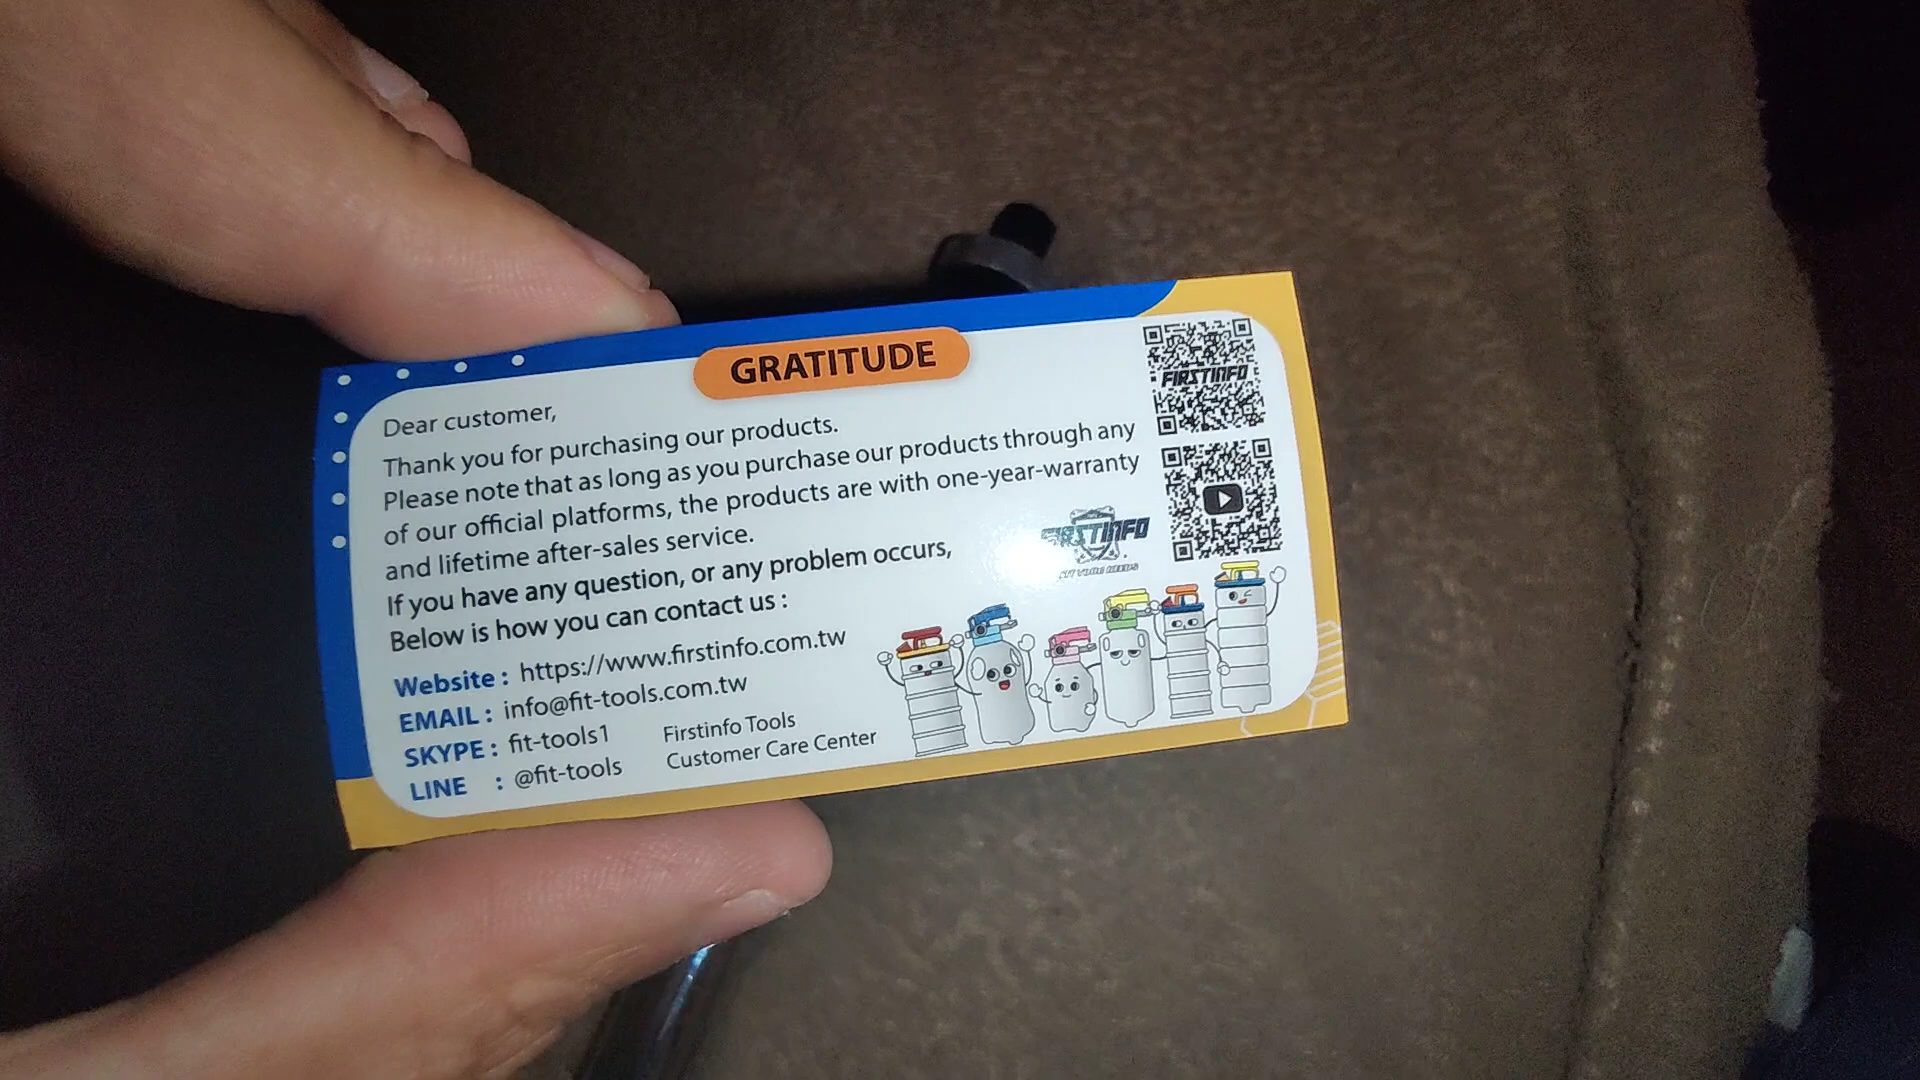 GRATITUDE
Dear customer,
Thank you for purchasing our products.
Please note that as long as you purchase our products through any
of our official platforms, the products are with one-year-warranty
and lifetime after-sales service.
If you have any question, or any problem occurs,
Below is how you can contact us :
Website : https://www.firstinfo.com.tw
EMAIL : info@fit-tools.com.tw
SKYPE : fit-tools1
LINE : @fit-tools
Firstinfo Tools
Customer Care Center
FIRSTINFO
FIRSTINFO
YOUR NEEDS